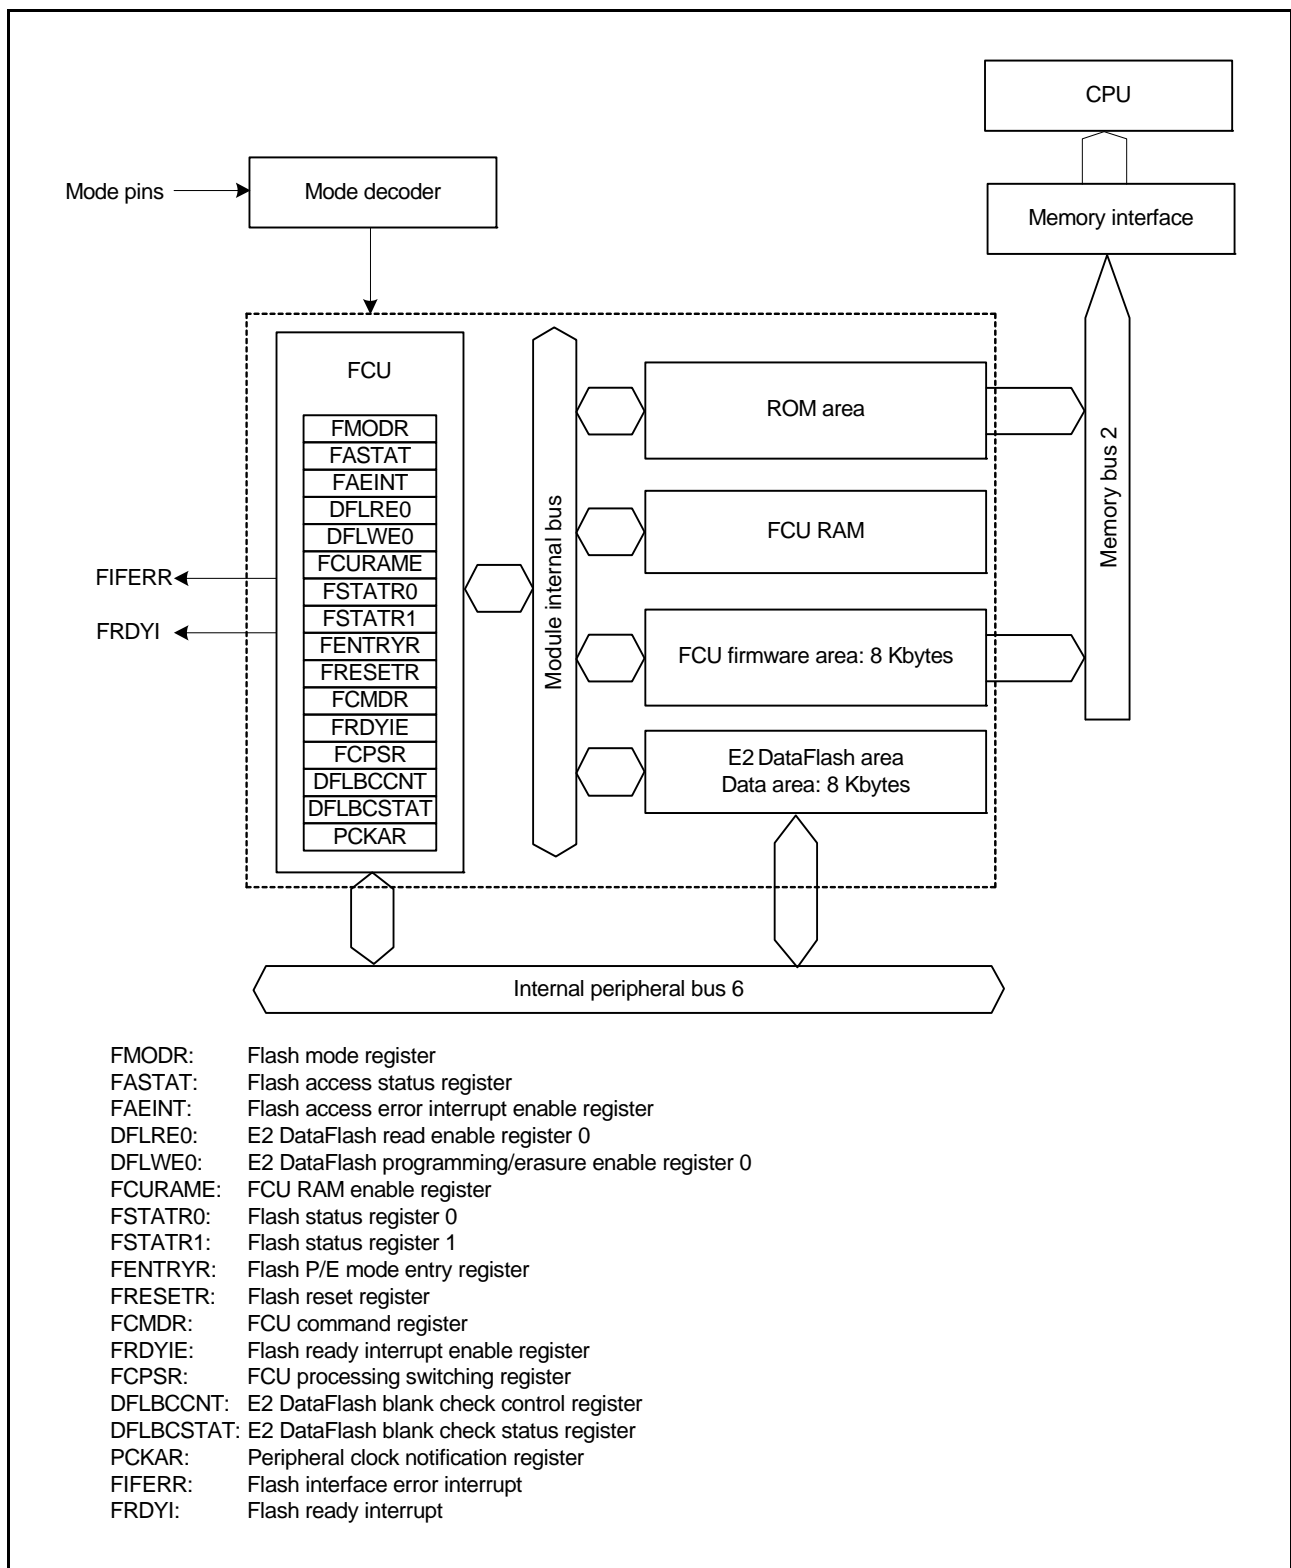 CPU
Mode pins
Mode decoder
Memory interface
FCU
FMODR
FASTAT
FAEINT
DFLRE0
DFLWE0
FCURAME
FSTATR0
FSTATR1
FENTRYR
FRESETR
FCMDR
FRDYIE
FCPSR
DFLBCCNT
DFLBCSTAT
PCKAR
FIFERR
FRDYI
Module internal bus
ROM area
FCU RAM
FCU firmware area: 8 Kbytes
E2 DataFlash area
Data area: 8 Kbytes
Memory bus 2
Internal peripheral bus 6
FMODR: Flash mode register
FASTAT: Flash access status register
FAEINT: Flash access error interrupt enable register
DFLRE0: E2 DataFlash read enable register 0
DFLWE0: E2 DataFlash programming/erasure enable register 0
FCURAME: FCU RAM enable register
FSTATR0: Flash status register 0
FSTATR1: Flash status register 1
FENTRYR: Flash P/E mode entry register
FRESETR: Flash reset register
FCMDR: FCU command register
FRDYIE: Flash ready interrupt enable register
FCPSR: FCU processing switching register
DFLBCCNT: E2 DataFlash blank check control register
DFLBCSTAT: E2 DataFlash blank check status register
PCKAR: Peripheral clock notification register
FIFERR: Flash interface error interrupt
FRDYI: Flash ready interrupt